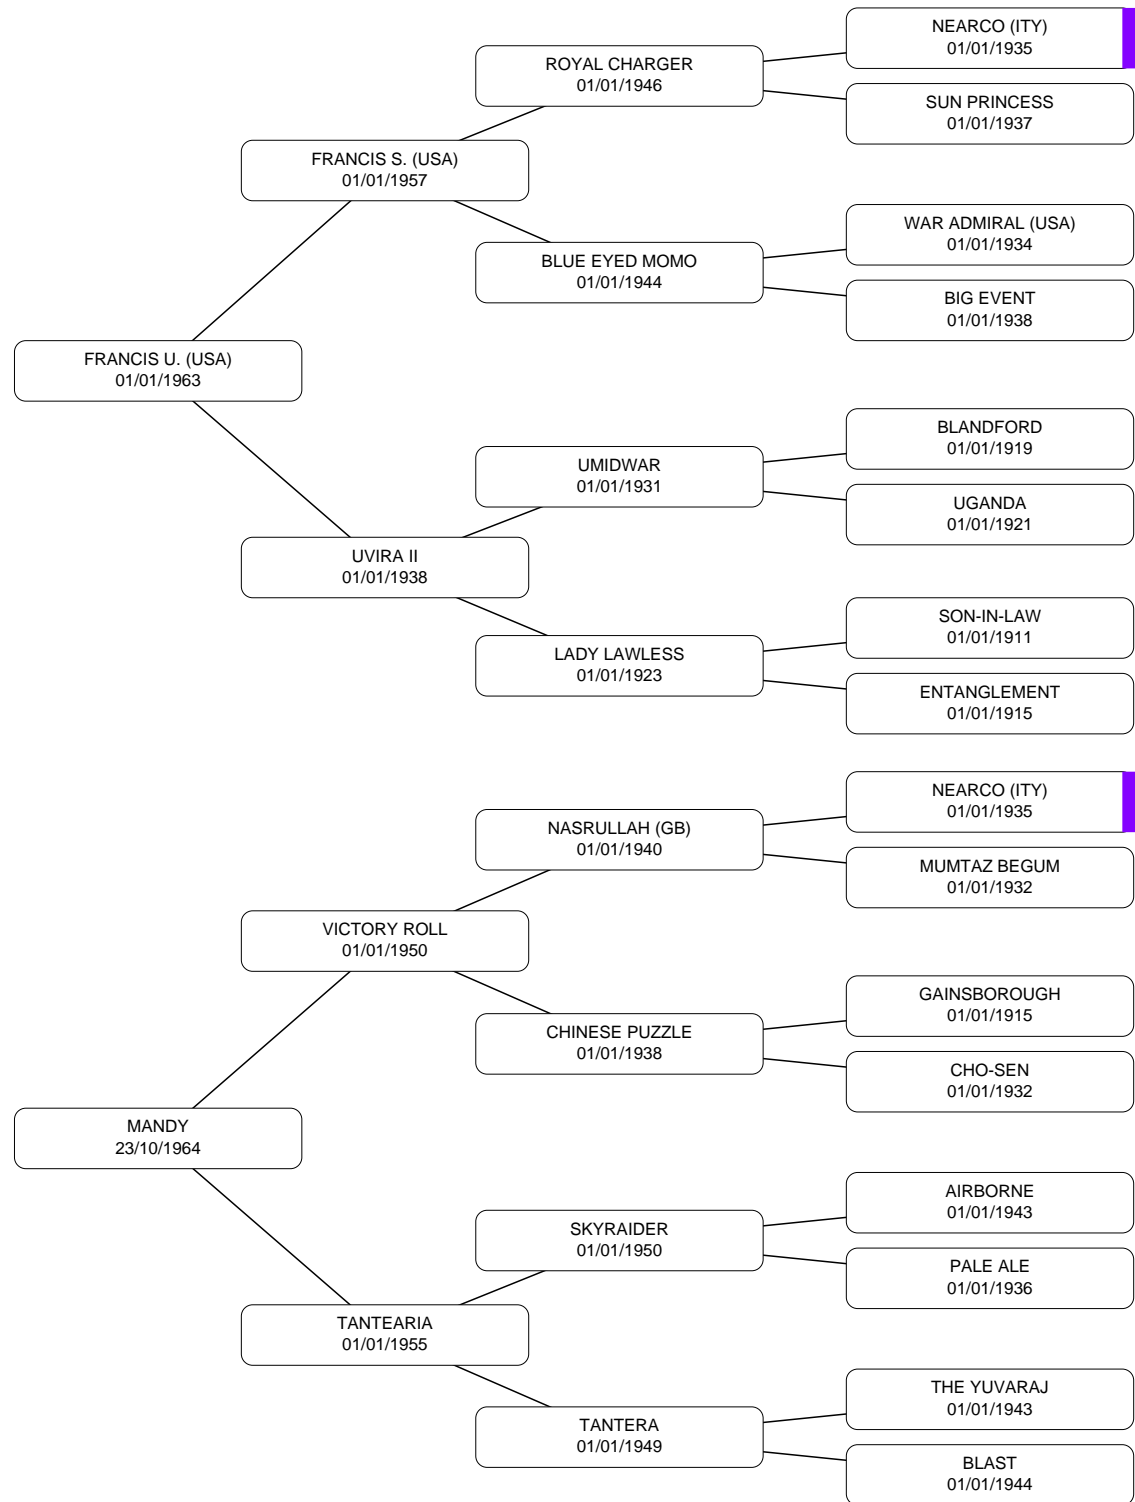 NEARCO (ITY)
01/01/1935
ROYAL CHARGER
01/01/1946
SUN PRINCESS
01/01/1937
FRANCIS S. (USA)
01/01/1957
WAR ADMIRAL (USA)
01/01/1934
BLUE EYED MOMO
01/01/1944
BIG EVENT
01/01/1938
FRANCIS U. (USA)
01/01/1963
BLANDFORD
01/01/1919
UMIDWAR
01/01/1931
UGANDA
01/01/1921
UVIRA II
01/01/1938
SON-IN-LAW
01/01/1911
LADY LAWLESS
01/01/1923
ENTANGLEMENT
01/01/1915
NEARCO (ITY)
01/01/1935
NASRULLAH (GB)
01/01/1940
MUMTAZ BEGUM
01/01/1932
VICTORY ROLL
01/01/1950
GAINSBOROUGH
01/01/1915
CHINESE PUZZLE
01/01/1938
CHO-SEN
01/01/1932
MANDY
23/10/1964
AIRBORNE
01/01/1943
SKYRAIDER
01/01/1950
PALE ALE
01/01/1936
TANTEARIA
01/01/1955
THE YUVARAJ
01/01/1943
TANTERA
01/01/1949
BLAST
01/01/1944